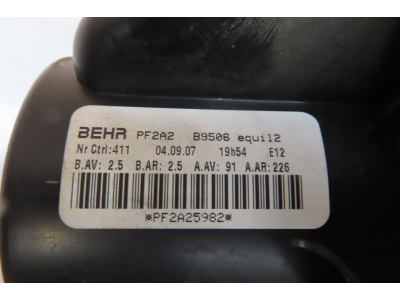 BEHR PF2A2 B9506 equil2
Nr Ctrl:411 04.09.07 19h54 E12
B.AV: 2.5 B.AR: 2.5 A.AV: 91 A.AR:226
*PF2A25982*